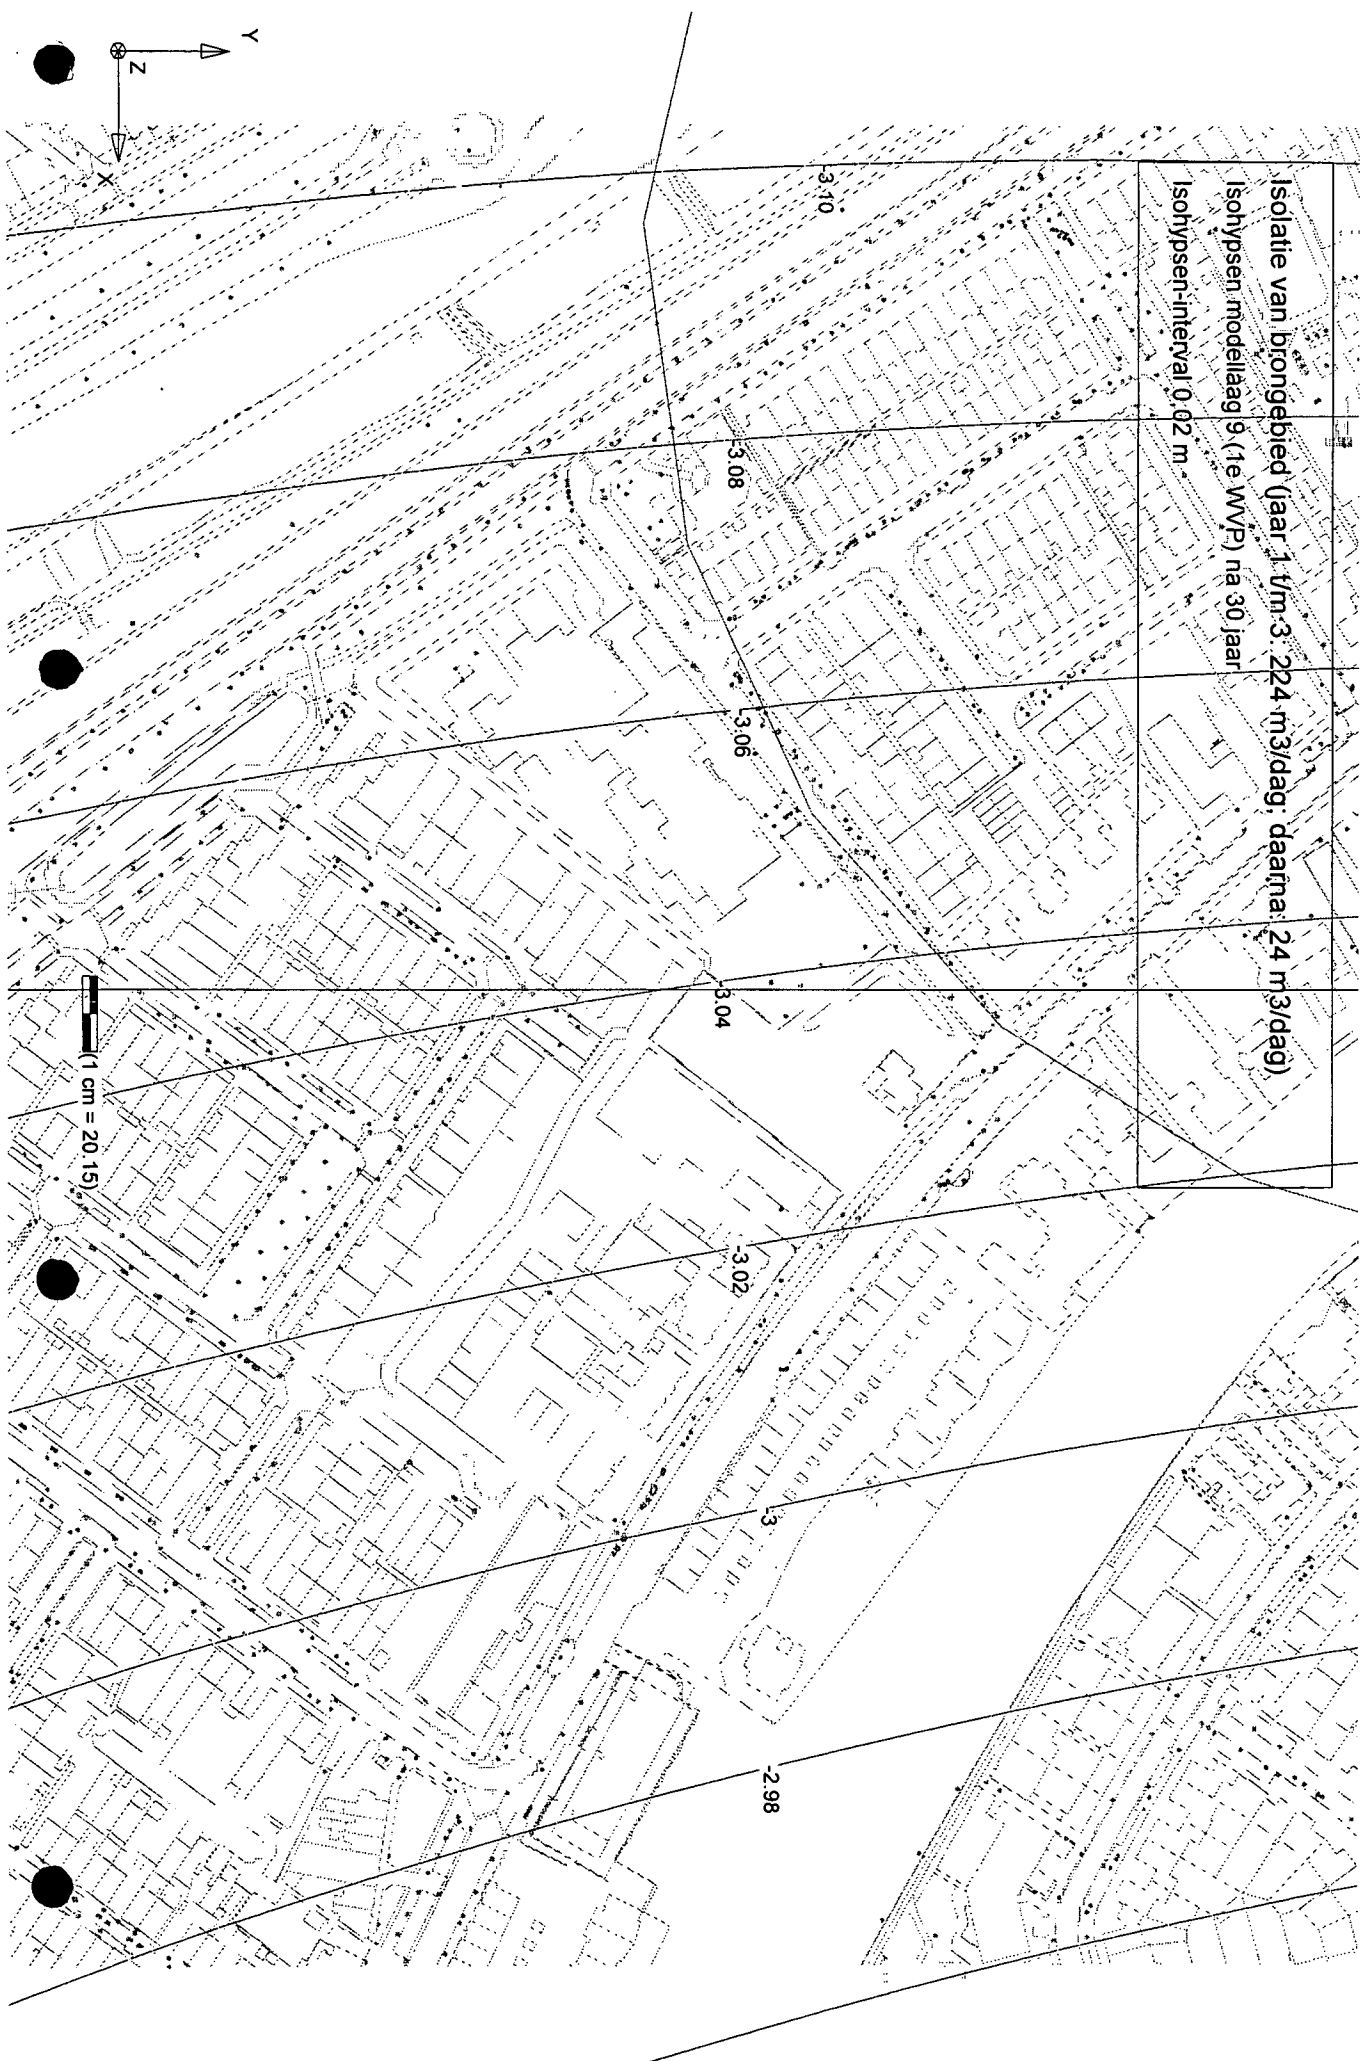 Isolatie van brongebied (jaar 1 t/m 3: 224 m3/dag; daarna: 24 m3/dag)
Isohypsen modellaag 9 (1e WVP) na 30 jaar
Isohypsen-interval 0.02 m
-3.10
-3.08
-3.06
-3.04
-3.02
-3
-2.98
Y
Z
X
(1 cm = 20.15)